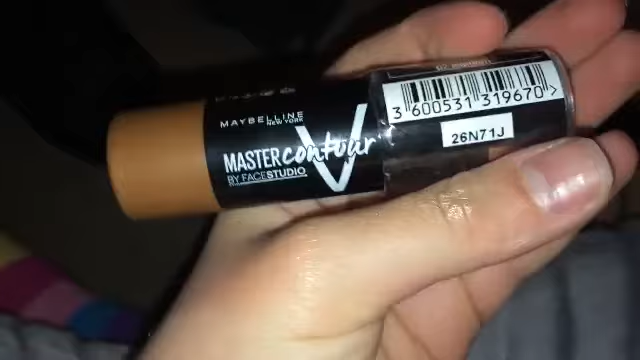 MAYBELLINE
NEW YORK
MASTER contour V
BY FACESTUDIO
3 600531 319670 >
26N71J